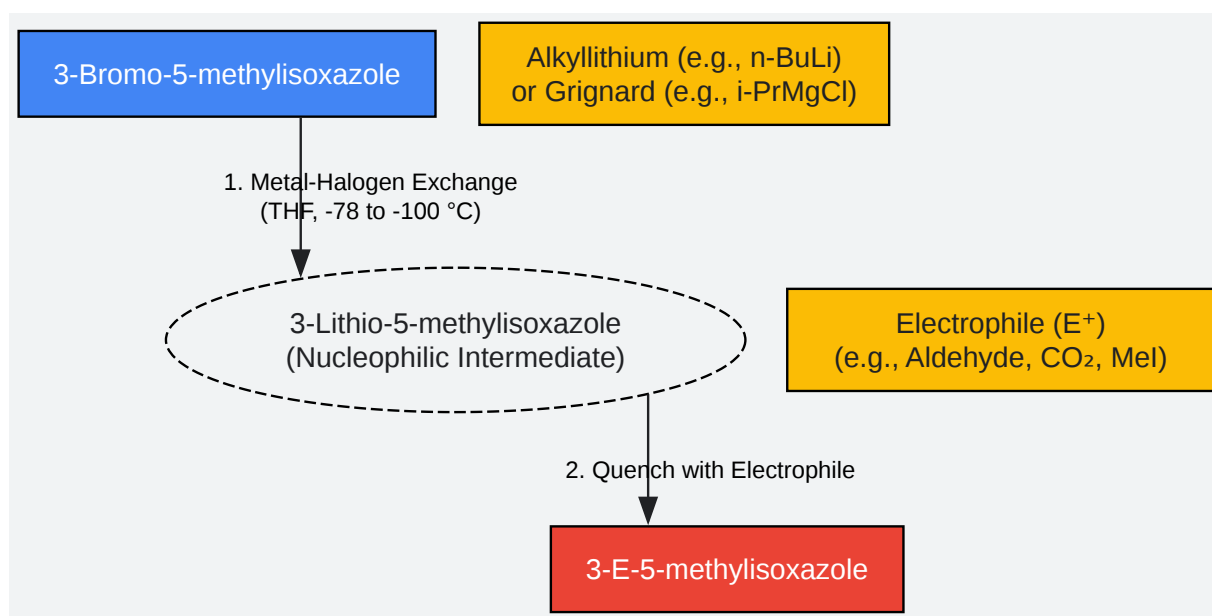 3-Bromo-5-methylisoxazole
Alkyllithium (e.g., n-BuLi)
or Grignard (e.g., i-PrMgCl)
1. Metal-Halogen Exchange
(THF, -78 to -100 °C)
3-Lithio-5-methylisoxazole
(Nucleophilic Intermediate)
Electrophile (E⁺)
(e.g., Aldehyde, CO₂, MeI)
2. Quench with Electrophile
3-E-5-methylisoxazole